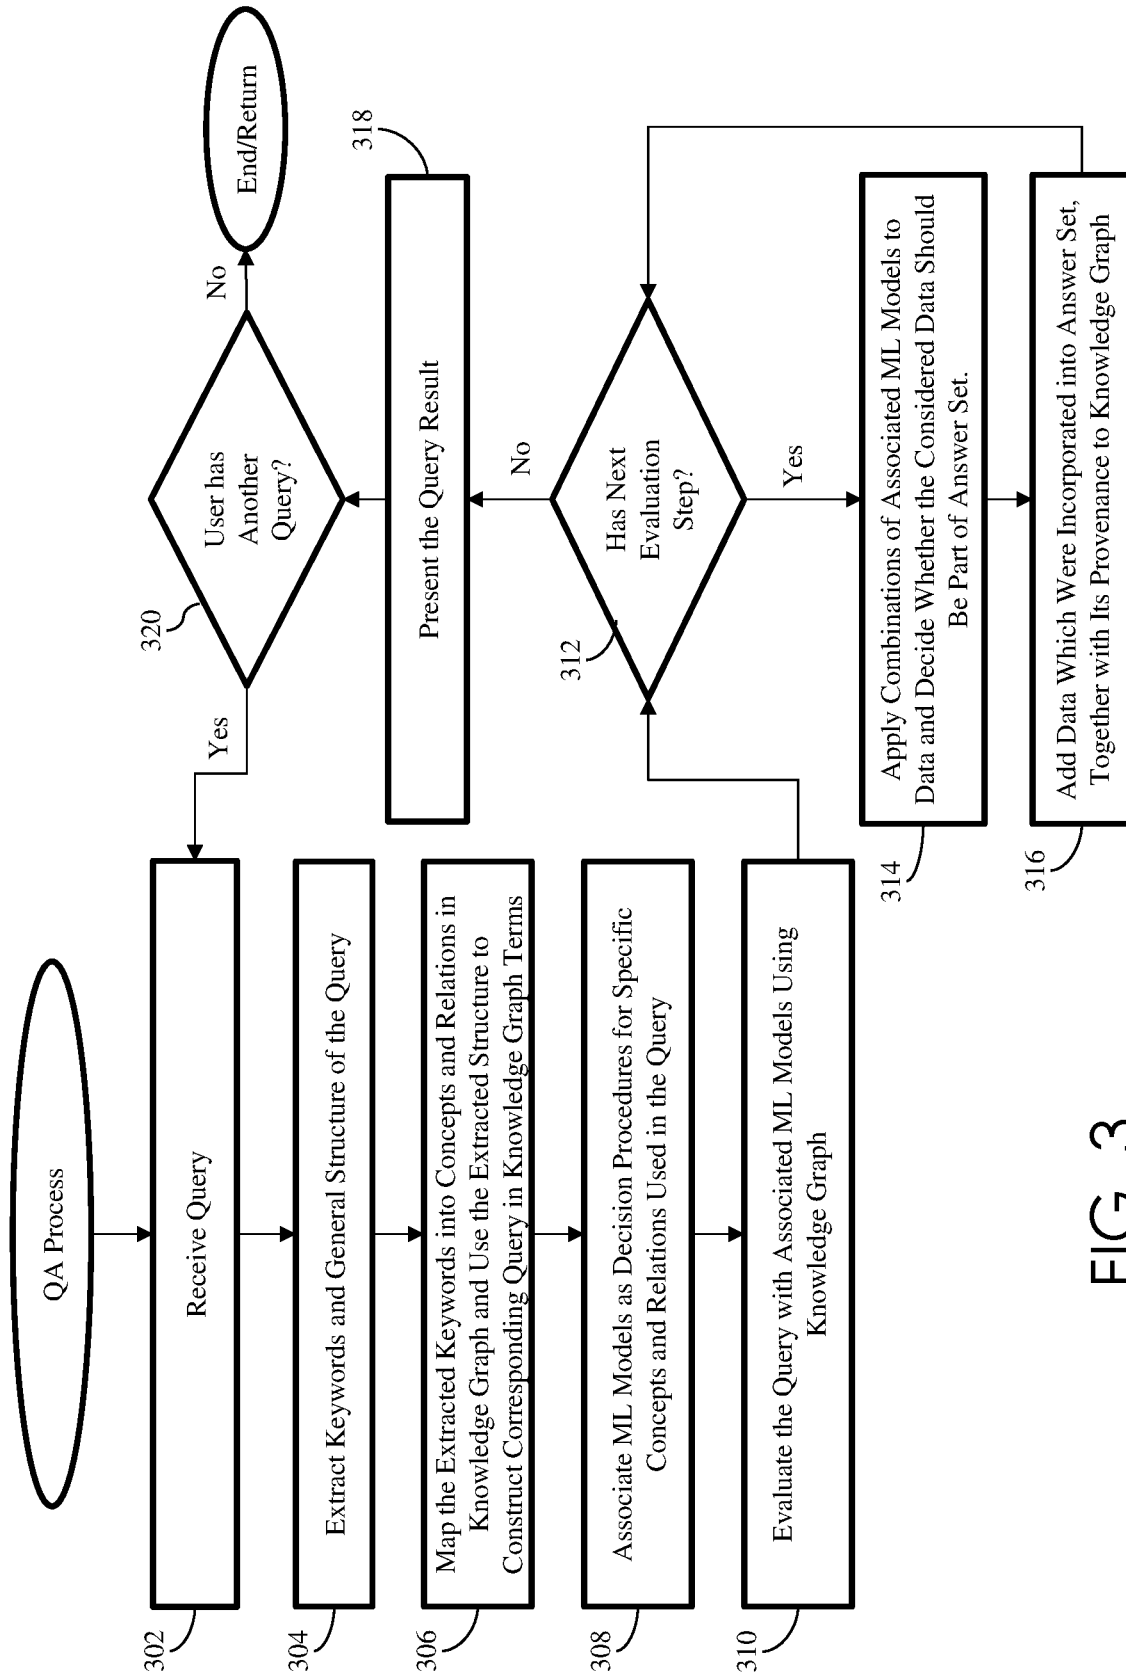 QA Process
302
Receive Query
304
Extract Keywords and General Structure of the Query
306
Map the Extracted Keywords into Concepts and Relations in
Knowledge Graph and Use the Extracted Structure to
Construct Corresponding Query in Knowledge Graph Terms
308
Associate ML Models as Decision Procedures for Specific
Concepts and Relations Used in the Query
310
Evaluate the Query with Associated ML Models Using
Knowledge Graph
End/Return
No
320
User has
Another
Query?
Yes
318
Present the Query Result
No
312
Has Next
Evaluation
Step?
Yes
314
Apply Combinations of Associated ML Models to
Data and Decide Whether the Considered Data Should
Be Part of Answer Set.
316
Add Data Which Were Incorporated into Answer Set,
Together with Its Provenance to Knowledge Graph
FIG. 3